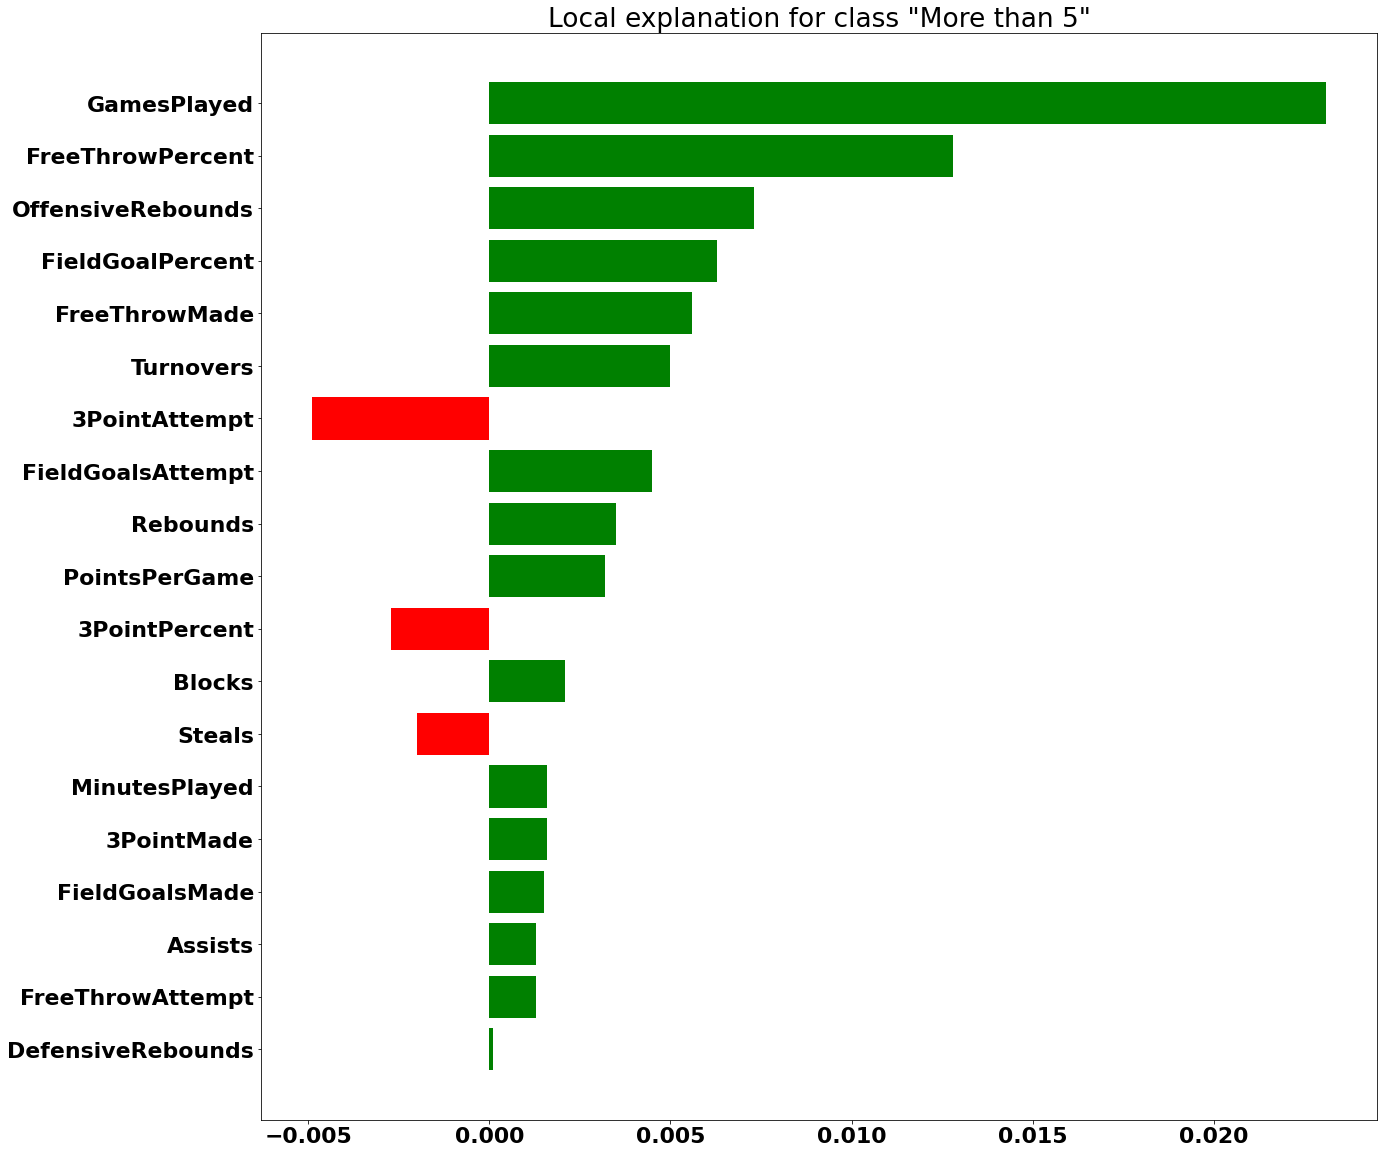 Local explanation for class "More than 5"
GamesPlayed
FreeThrowPercent
OffensiveRebounds
FieldGoalPercent
FreeThrowMade
Turnovers
3PointAttempt
FieldGoalsAttempt
Rebounds
PointsPerGame
3PointPercent
Blocks
Steals
MinutesPlayed
3PointMade
FieldGoalsMade
Assists
FreeThrowAttempt
DefensiveRebounds
−0.005 0.000 0.005 0.010 0.015 0.020